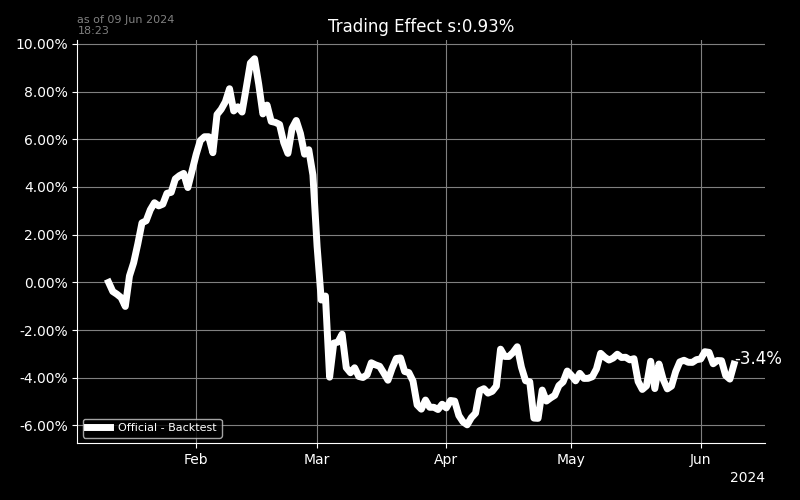 as of 09 Jun 2024
18:23
Trading Effect s:0.93%
10.00%
8.00%
6.00%
4.00%
2.00%
0.00%
-2.00%
-4.00%
-6.00%
-3.4%
Official - Backtest
Feb
Mar
Apr
May
Jun
2024